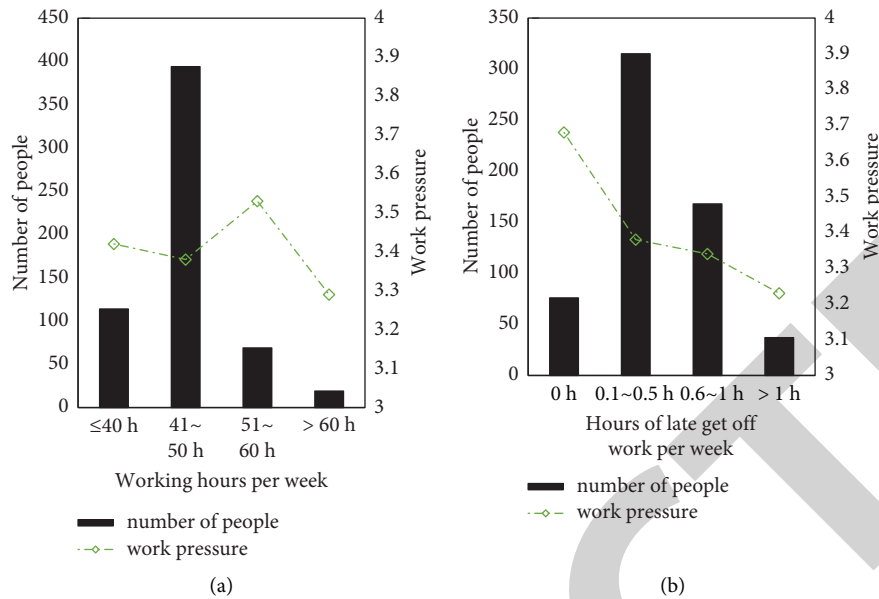 450
400
350
300
250
200
150
100
50
0
Number of people
4
3.9
3.8
3.7
3.6
3.5
3.4
3.3
3.2
3.1
3
Work pressure
≤40 h
41~
50 h
51~
60 h
> 60 h
Working hours per week
number of people
work pressure
(a)
350
300
250
200
150
100
50
0
Number of people
4
3.9
3.8
3.7
3.6
3.5
3.4
3.3
3.2
3.1
3
Work pressure
0 h
0.1~0.5 h
0.6~1 h
> 1 h
Hours of late get off
work per week
number of people
work pressure
(b)